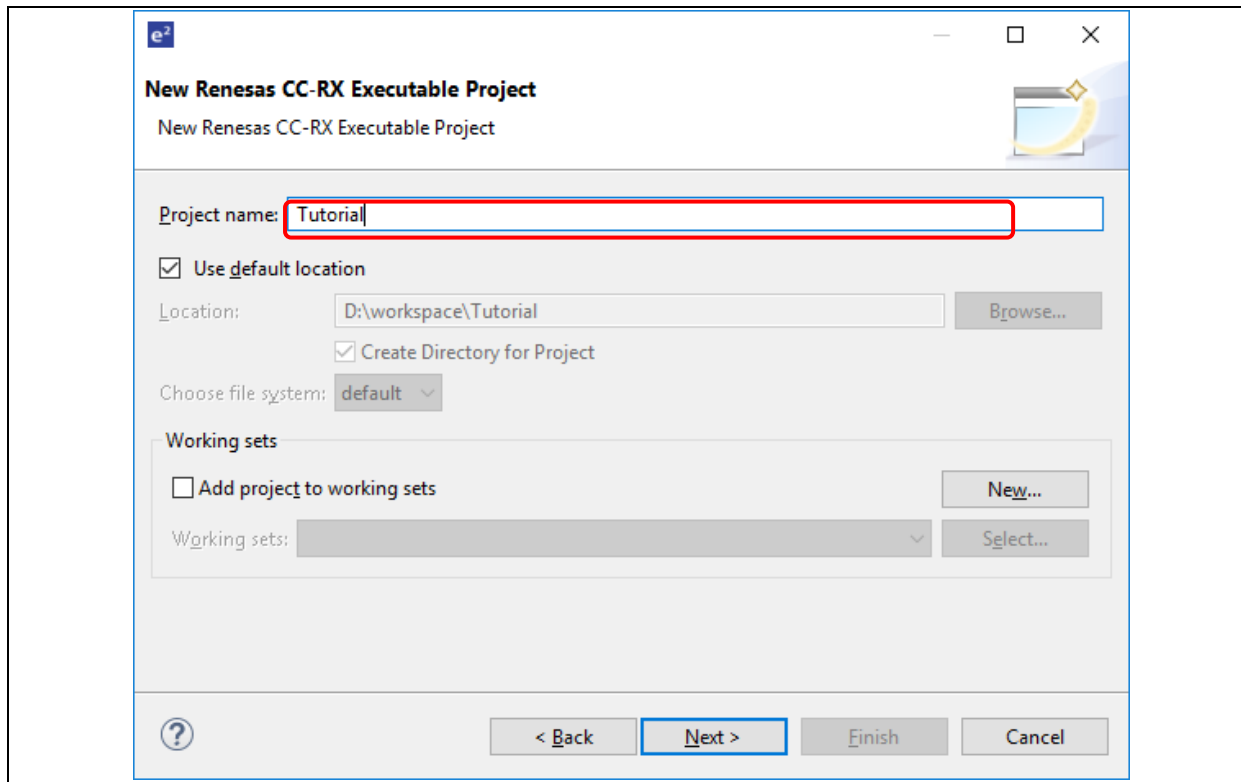 e²
New Renesas CC-RX Executable Project
New Renesas CC-RX Executable Project
Project name: Tutorial
Use default location
Location: D:\workspace\Tutorial Browse...
Create Directory for Project
Choose file system: default
Working sets
Add project to working sets New...
Working sets: Select...
? < Back Next > Finish Cancel